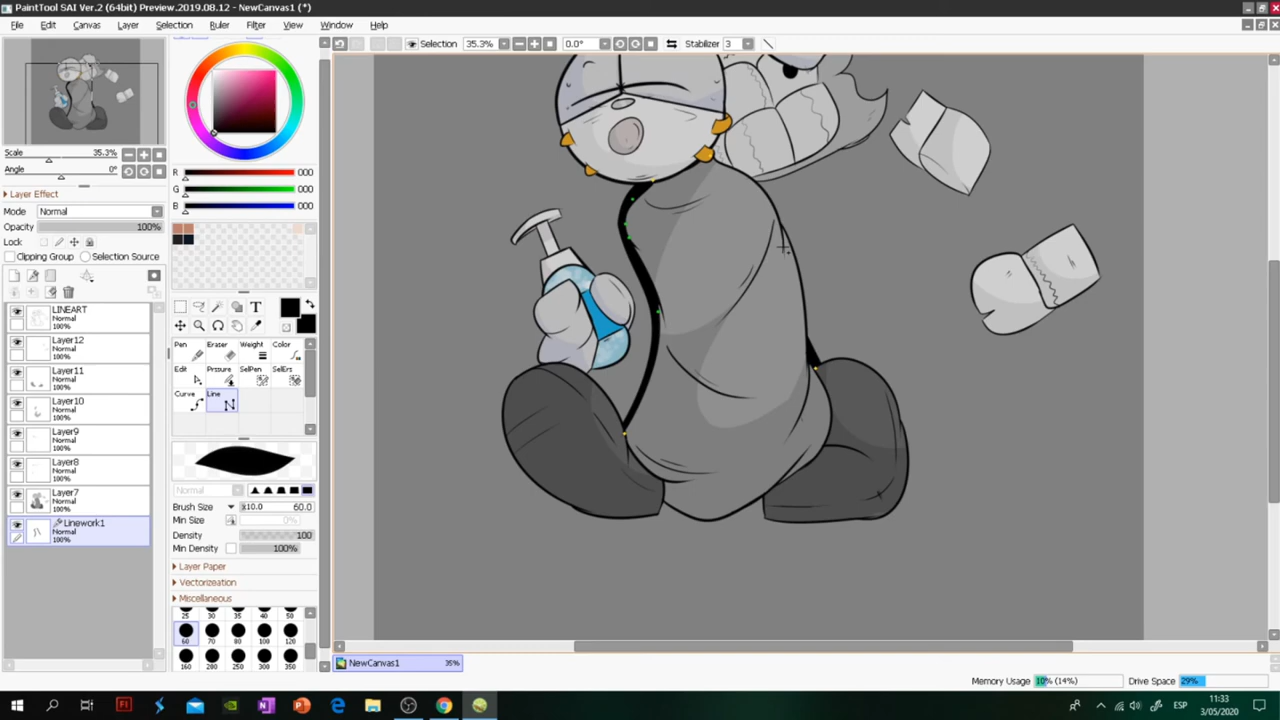 PaintTool SAI Ver.2 (64bit) Preview.2019.08.12 - NewCanvas1 (*)
File Edit Canvas Layer Selection Ruler Filter View Window Help
Selection 35.3% 0.0° Stabilizer 3
Scale 35.3%
Angle 0°
Layer Effect
Mode Normal
Opacity 100%
Lock
Clipping Group Selection Source
LINEART
Normal
100%
Layer12
Normal
100%
Layer11
Normal
100%
Layer10
Normal
100%
Layer9
Normal
100%
Layer8
Normal
100%
Layer7
Normal
100%
Linework1
Normal
100%
R 000
G 000
B 000
T
Pen Eraser Weight Color
Edit Prssure SelPen SelErs
Curve Line
Normal
Brush Size x10.0 60.0
Min Size 0%
Density 100
Min Density 100%
Layer Paper
Vectorization
Miscellaneous
25 30 35 40 50
60 70 80 100 120
160 200 250 300 350
NewCanvas1 35%
Memory Usage 10% (14%) Drive Space 29%
ESP
11:33
3/05/2020